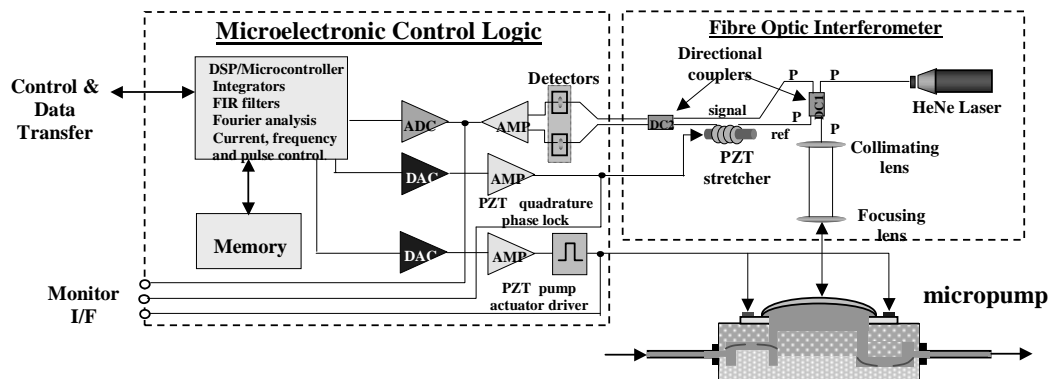 Microelectronic Control Logic
Fibre Optic Interferometer
Control &
Data
Transfer
DSP/Microcontroller
Integrators
FIR filters
Fourier analysis
Current, frequency
and pulse control.
Memory
ADC
AMP
Detectors
DAC
AMP
PZT quadrature
phase lock
DAC
AMP
PZT pump
actuator driver
Monitor
I/F
Directional
couplers
P
P
DC1
HeNe Laser
signal
DC2
P
P
ref
PZT
stretcher
Collimating
lens
Focusing
lens
micropump